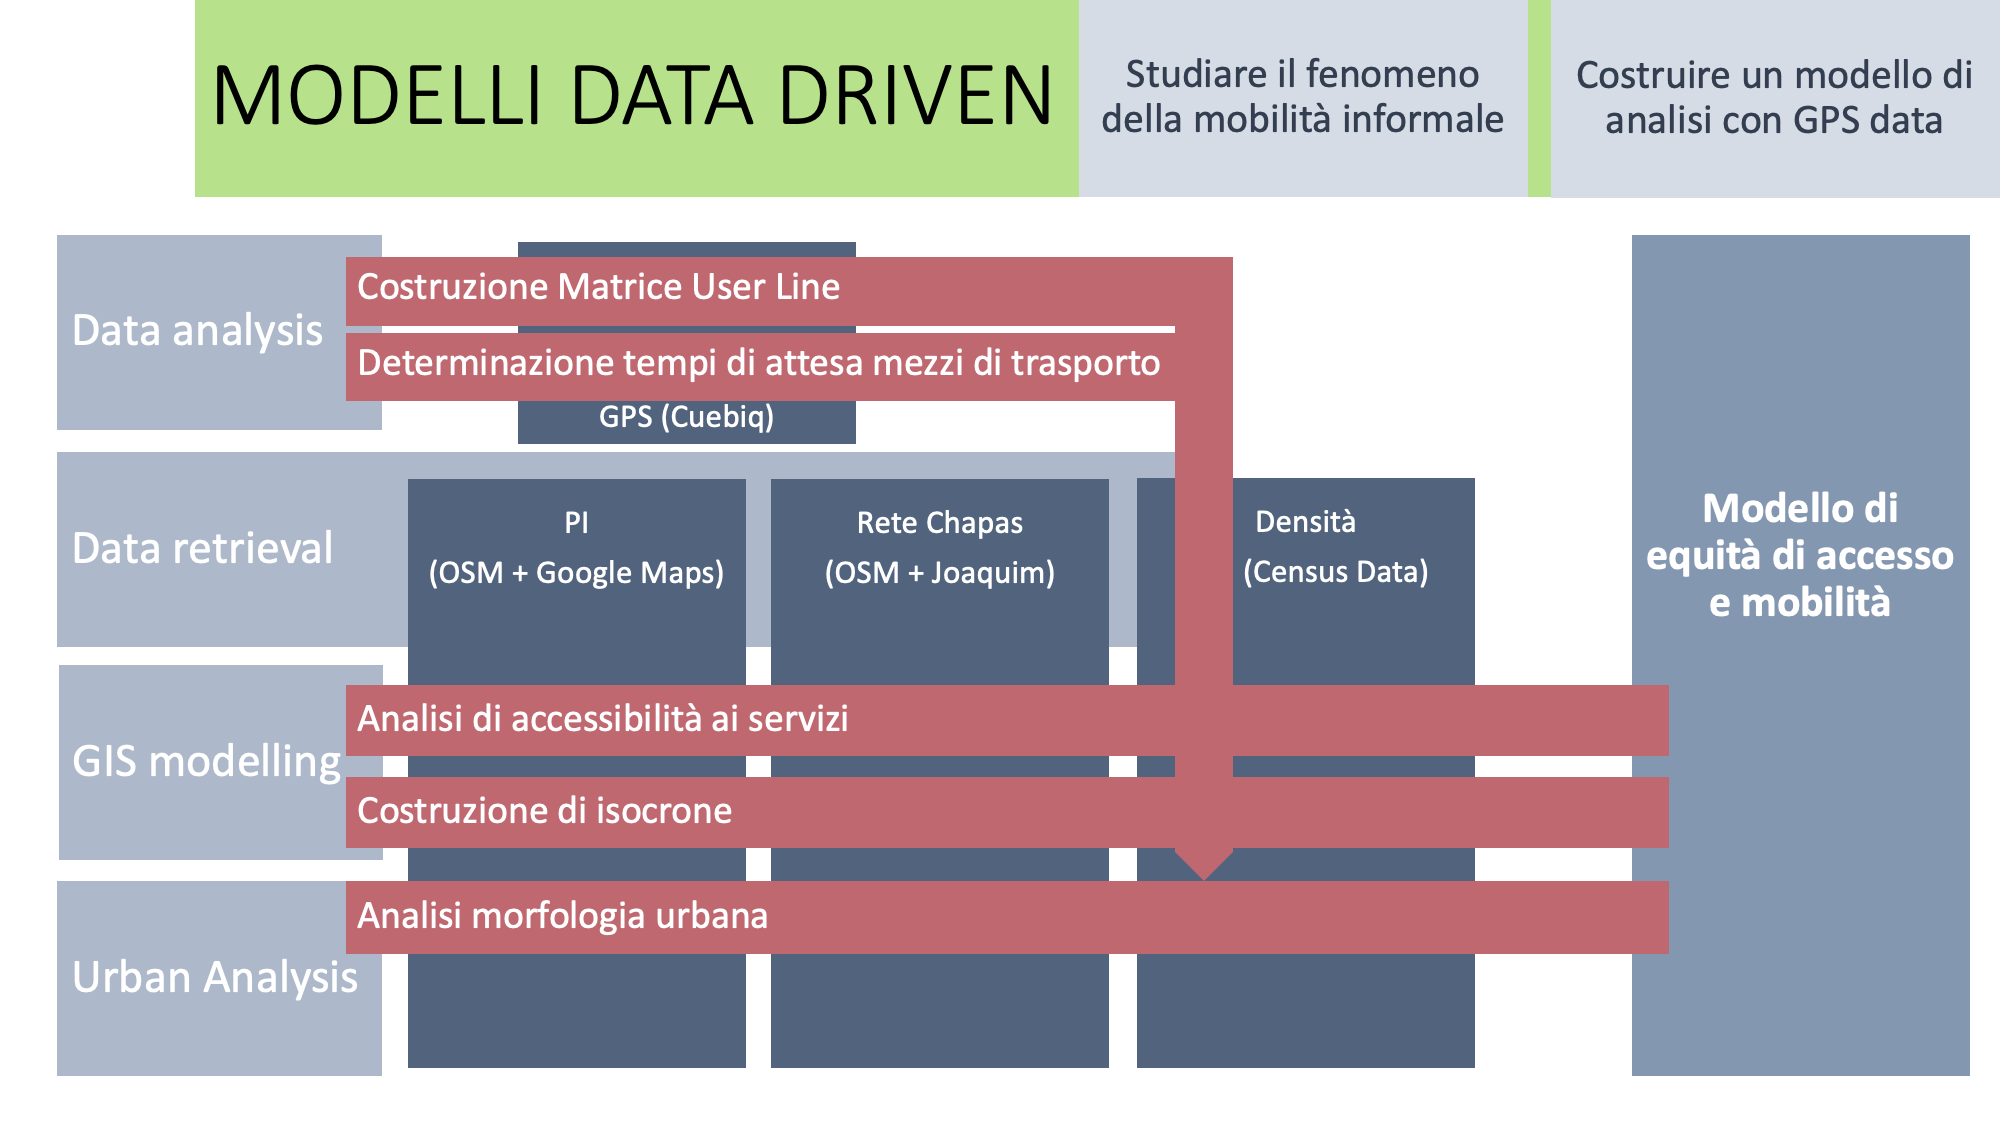 MODELLI DATA DRIVEN
Studiare il fenomeno
della mobilità informale
Costruire un modello di
analisi con GPS data
Data analysis
Costruzione Matrice User Line
Determinazione tempi di attesa mezzi di trasporto
GPS (Cuebiq)
Data retrieval
PI
(OSM + Google Maps)
Rete Chapas
(OSM + Joaquim)
Densità
(Census Data)
Modello di
equità di accesso
e mobilità
GIS modelling
Analisi di accessibilità ai servizi
Costruzione di isocrone
Urban Analysis
Analisi morfologia urbana